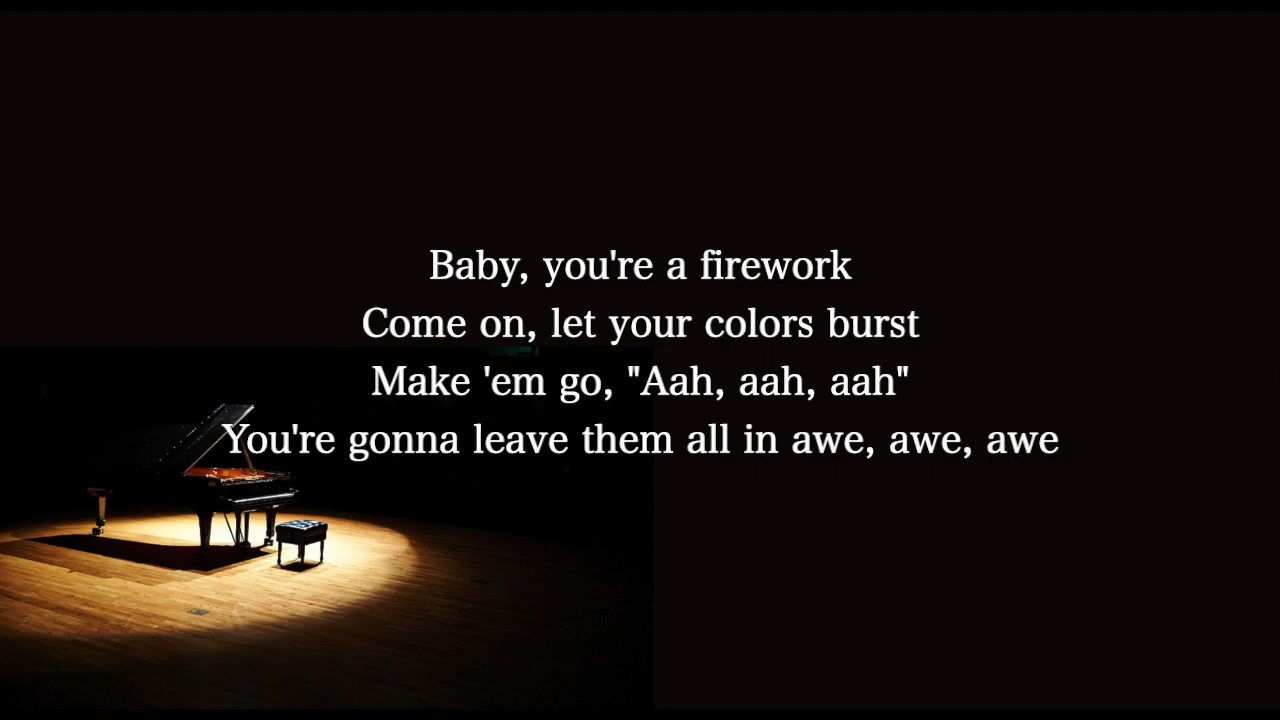 Baby, you're a firework
Come on, let your colors burst
Make 'em go, "Aah, aah, aah"
You're gonna leave them all in awe, awe, awe